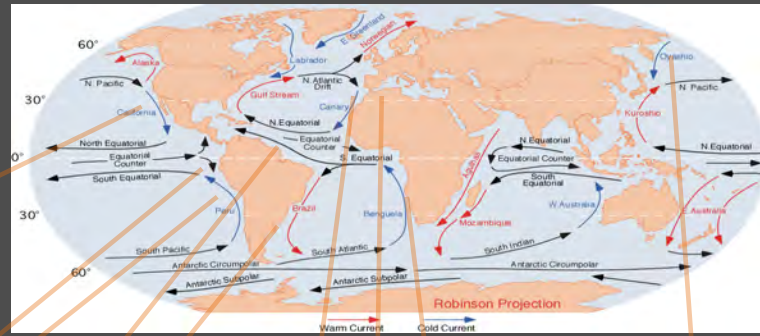 60°
E. Greenland
Norwegian
Alaska
Labrador
Oyashio
N. Pacific
N. Atlantic
Drift
N. Pacific
30°
California
Gulf Stream
Canary
Kuroshio
North Equatorial
N. Equatorial
N. Equatorial
N. Equatorial
Equatorial
Counter
Equatorial
Counter
0°
Equatorial Counter
S. Equatorial
South Equatorial
South
Equatorial
Agulhas
30°
Peru
Brazil
Benguela
Mozambique
W. Australia
E. Australia
South Pacific
South Atlantic
South Indian
60°
Antarctic Circumpolar
Antarctic Circumpolar
Antarctic Subpolar
Antarctic Subpolar
Robinson Projection
Warm Current
Cold Current